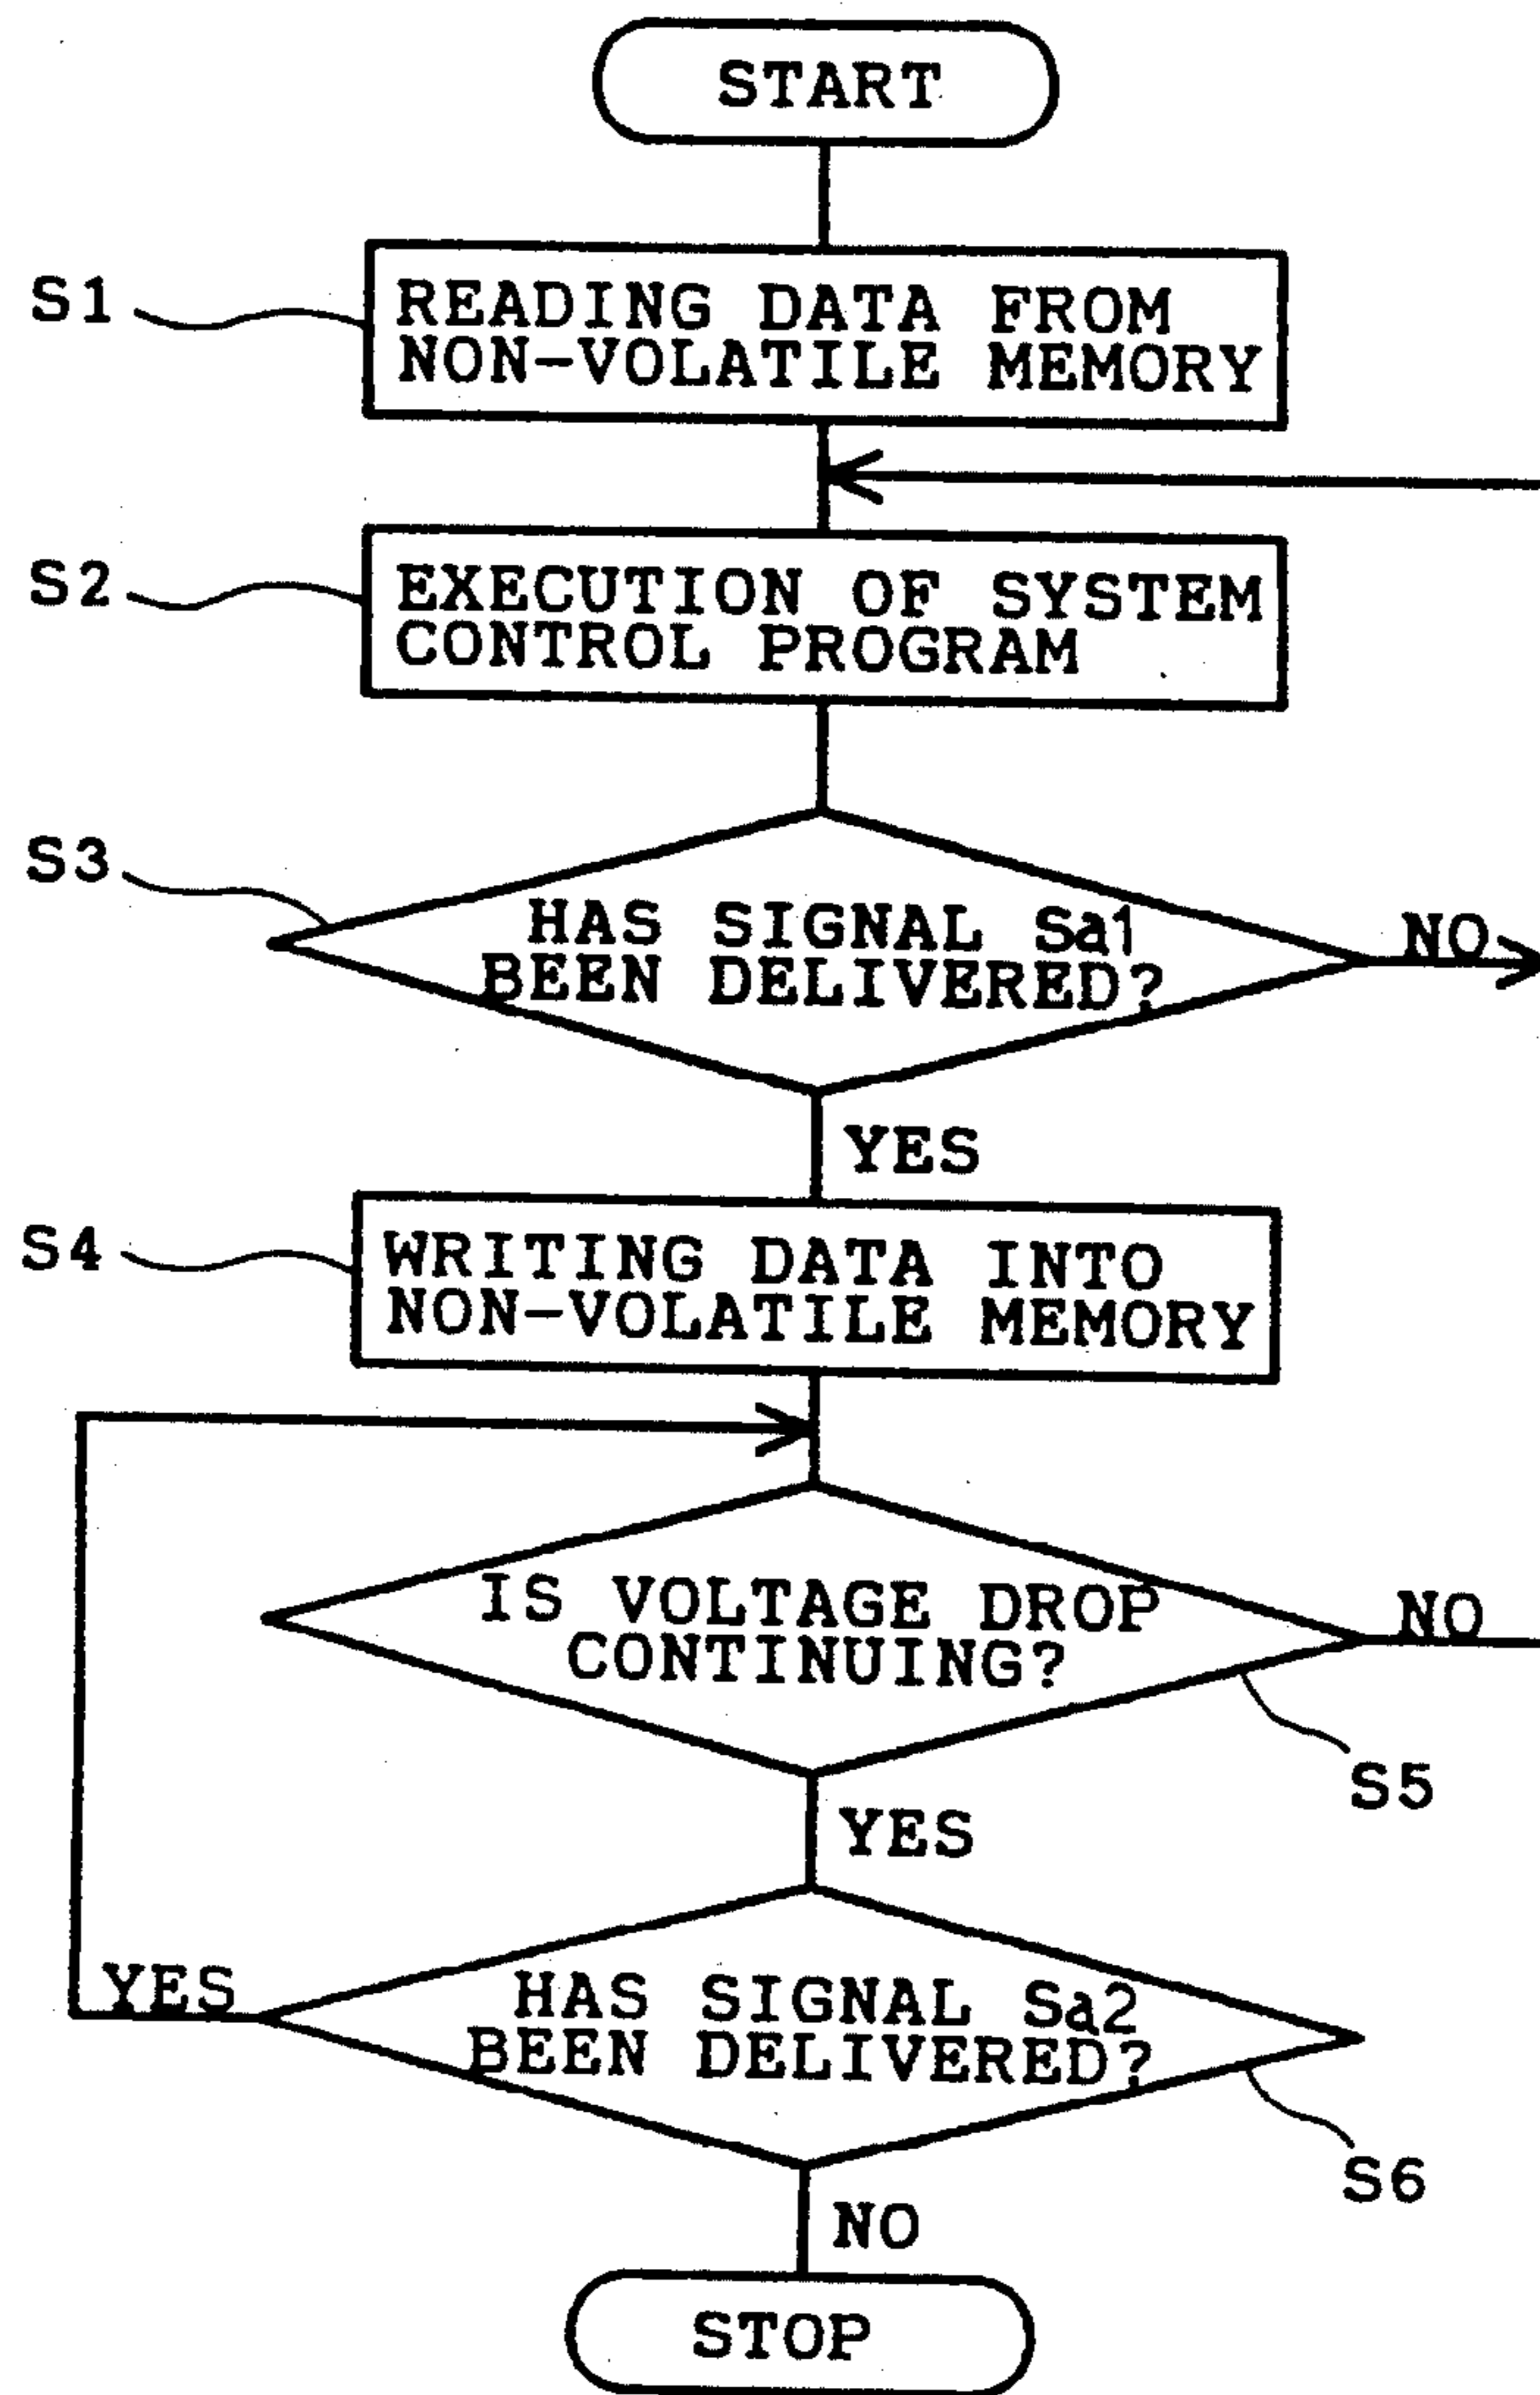 START
S1
READING DATA FROM
NON-VOLATILE MEMORY
S2
EXECUTION OF SYSTEM
CONTROL PROGRAM
S3
HAS SIGNAL Sa1
BEEN DELIVERED?
NO
YES
S4
WRITING DATA INTO
NON-VOLATILE MEMORY
IS VOLTAGE DROP
CONTINUING?
NO
S5
YES
YES
HAS SIGNAL Sa2
BEEN DELIVERED?
S6
NO
STOP